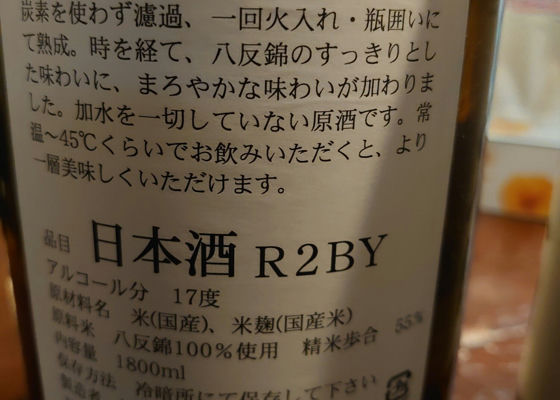 炭素を使わず濾過、一回火入れ・瓶囲いに
て熟成。時を経て、八反錦のすっきりとし
た味わいに、まろやかな味わいが加わりま
した。加水を一切していない原酒です。常
温～45℃くらいでお飲みいただくと、より
一層美味しくいただけます。
品目 日本酒 R2BY
アルコール分 17度
原材料名 米(国産)、米麹(国産米)
原料米 八反錦100%使用 精米歩合 55%
内容量 1800ml
保存方法 冷暗所にて保存して下さい
製造者